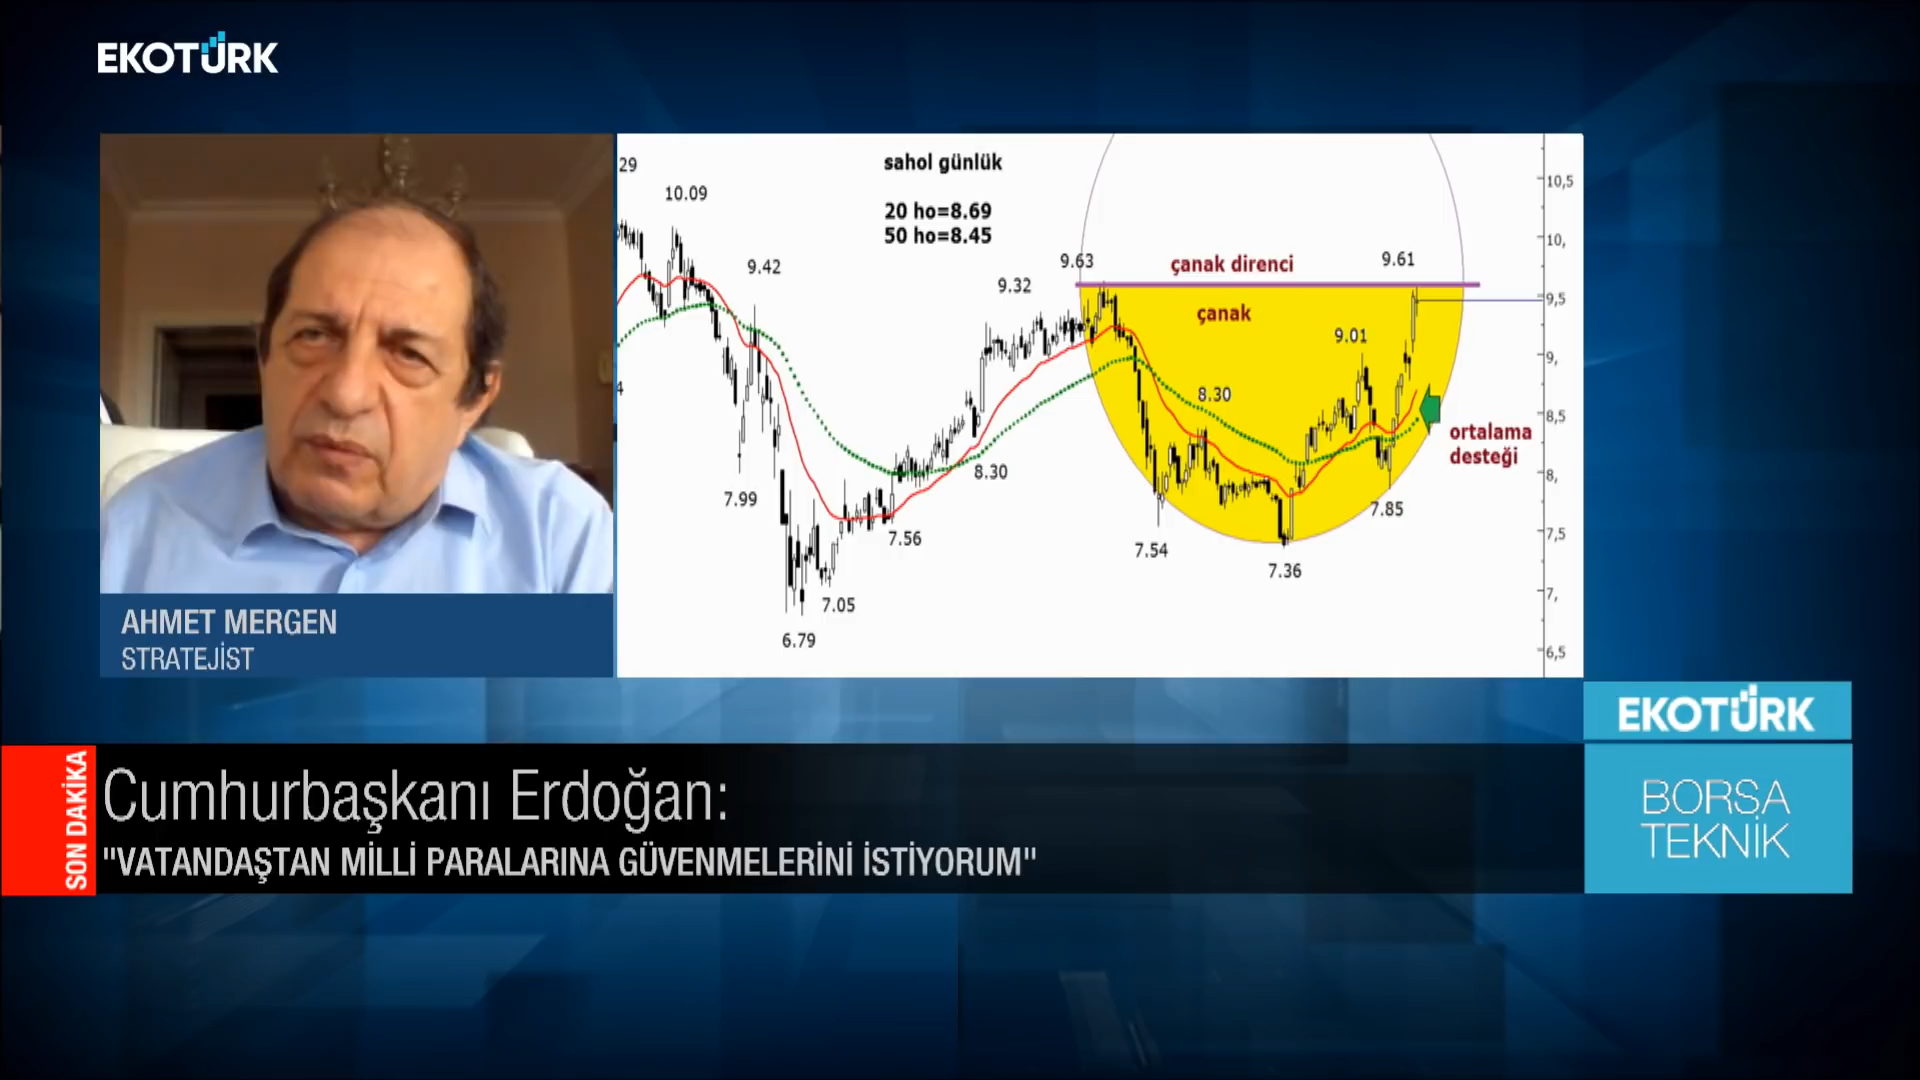 EKOTÜRK
29
10.09
9.42
7.99
6.79
7.05
7.56
8.30
9.32
sahol günlük
20 ho=8.69
50 ho=8.45
9.63
çanak direnci
9.61
çanak
9.01
8.30
7.54
7.36
7.85
ortalama
desteği
4
10,5
10,
9,5
9,
8,5
8,
7,5
7,
6,5
AHMET MERGEN
STRATEJİST
EKOTÜRK
BORSA
TEKNİK
SON DAKİKA
Cumhurbaşkanı Erdoğan:
"VATANDAŞTAN MİLLİ PARALARINA GÜVENMELERİNİ İSTİYORUM"